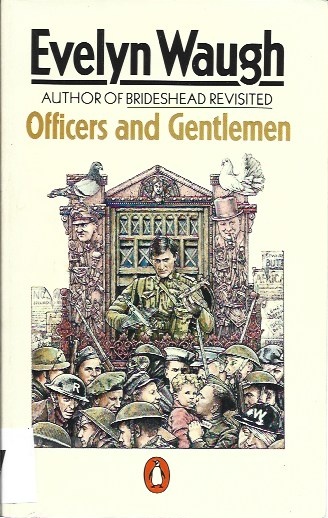 Evelyn Waugh
AUTHOR OF BRIDESHEAD REVISITED
Officers and Gentlemen
R
W